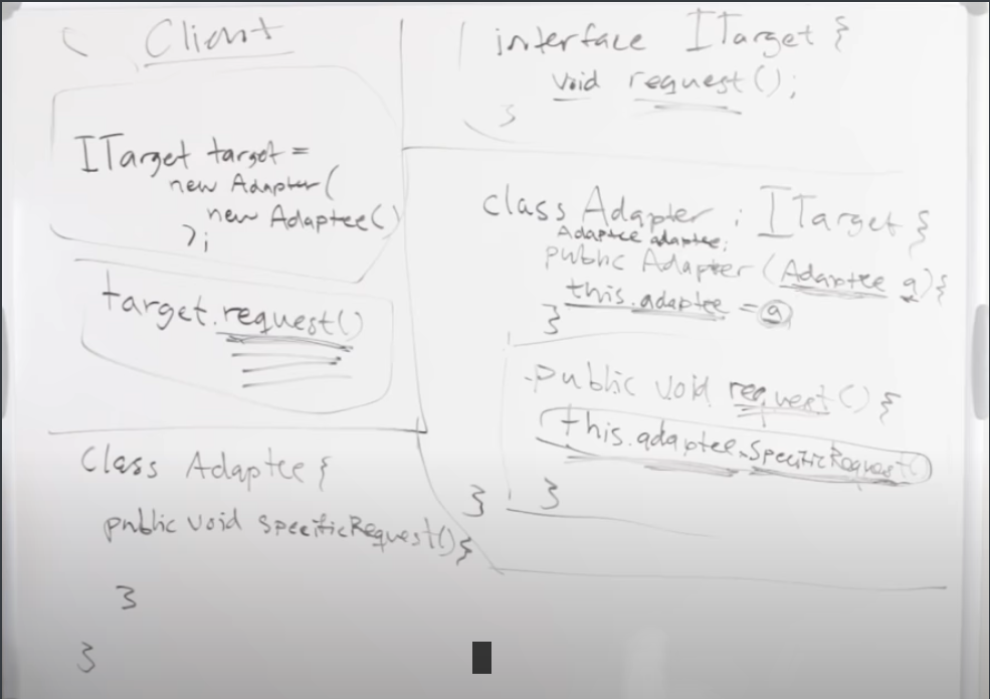 Client
ITarget target =
new Adapter(
new Adaptee()
);
target.request()
Class Adaptee {
public void specificRequest(){
}
}
interface ITarget {
void request();
}
class Adapter : ITarget {
Adaptee adaptee;
public Adapter (Adaptee a){
this.adaptee = a
}
public void request() {
this.adaptee.specificRequest()
}
}